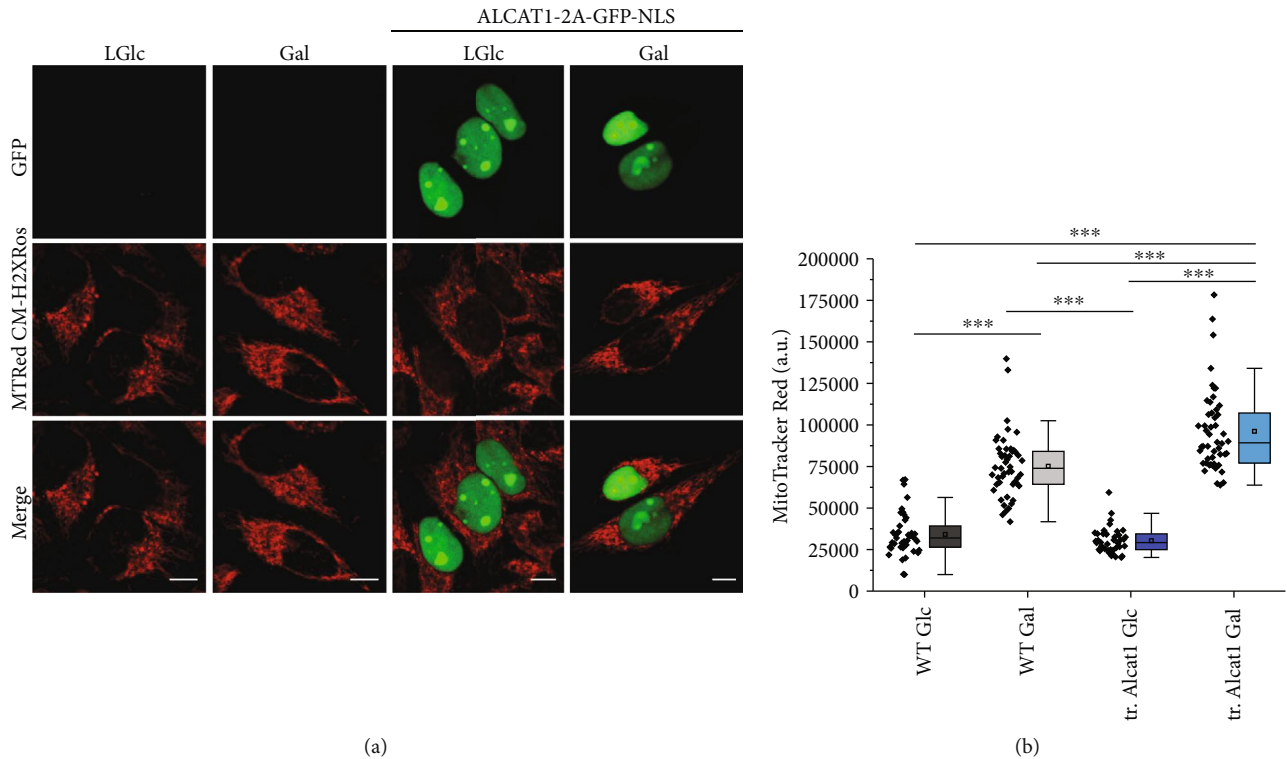 ALCAT1-2A-GFP-NLS
LGlc
Gal
LGlc
Gal
GFP
MTRed CM-H2XRos
Merge
(a)
***
***
***
***
***
200000
175000
150000
125000
100000
75000
50000
25000
0
MitoTracker Red (a.u.)
WT Glc
WT Gal
tr. Alcat1 Glc
tr. Alcat1 Gal
(b)